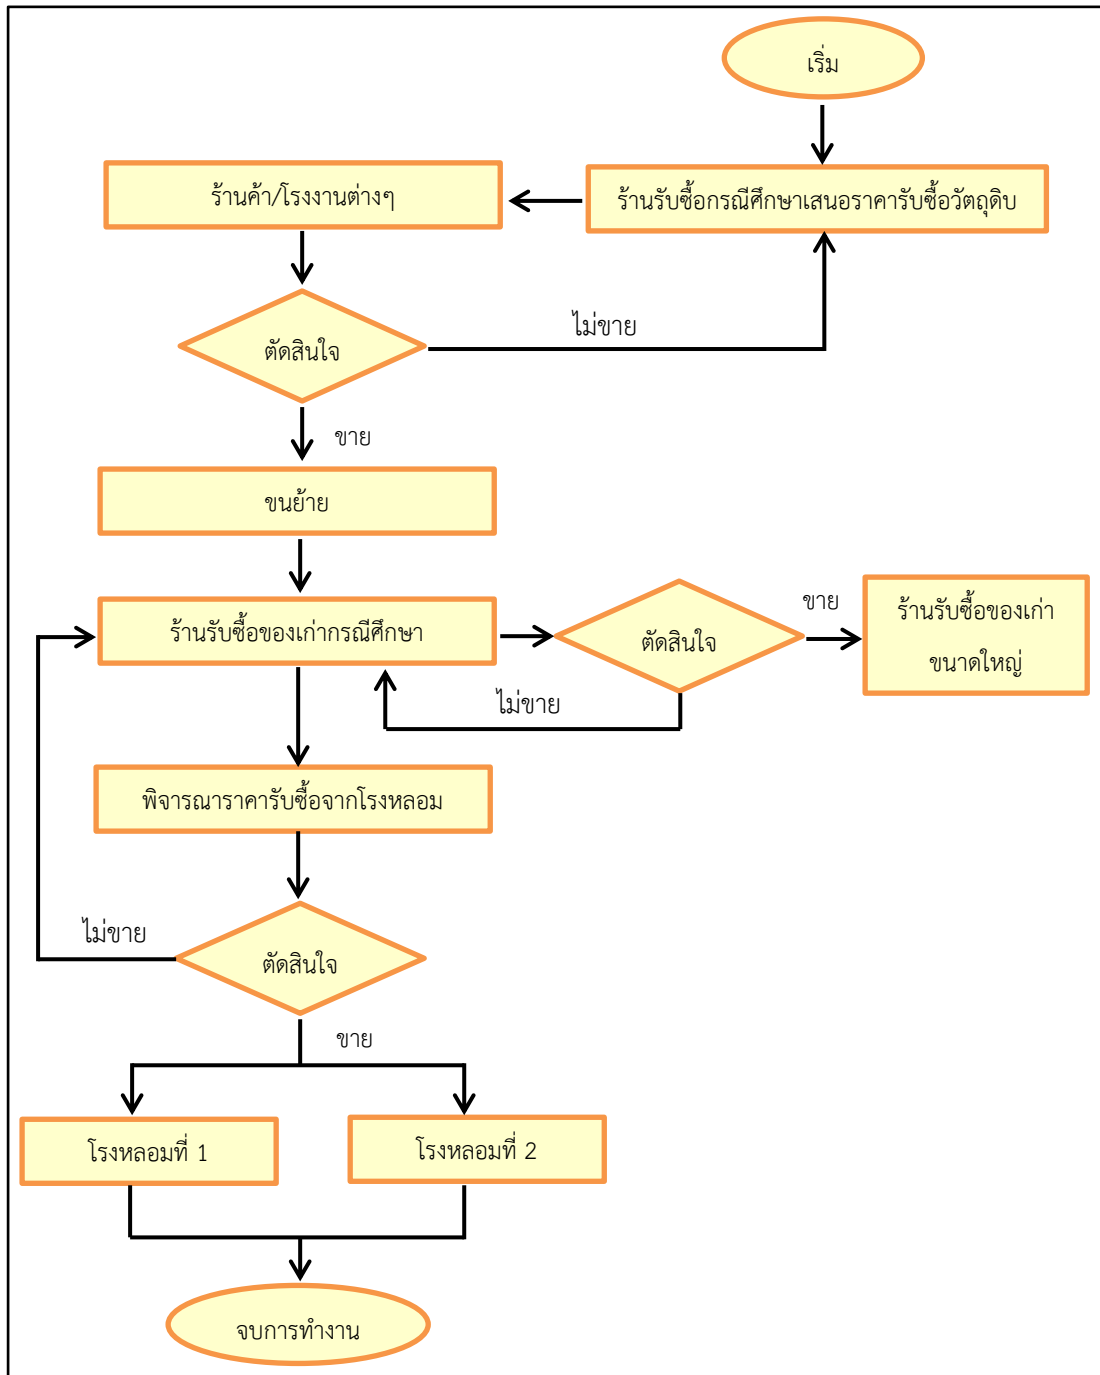 เริ่ม
ร้านค้า/โรงงานต่างๆ
ร้านรับซื้อกรณีศึกษาเสนอราคารับซื้อวัตถุดิบ
ไม่ขาย
ตัดสินใจ
ขาย
ขนย้าย
ร้านรับซื้อของเก่ากรณีศึกษา
ตัดสินใจ
ขาย
ร้านรับซื้อของเก่า
ขนาดใหญ่
ไม่ขาย
พิจารณาราคารับซื้อจากโรงหลอม
ไม่ขาย
ตัดสินใจ
ขาย
โรงหลอมที่ 1
โรงหลอมที่ 2
จบการทำงาน